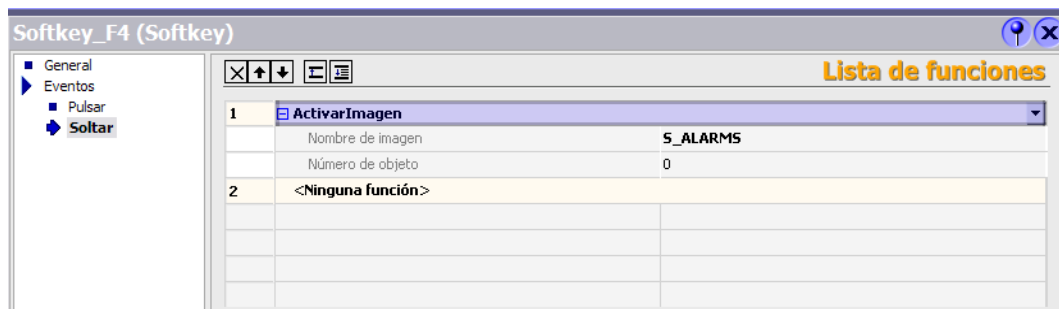 Softkey_F4 (Softkey)
General
Eventos
Pulsar
Soltar
Lista de funciones
1 ActivarImagen
Nombre de imagen S_ALARMS
Número de objeto 0
2 <Ninguna función>